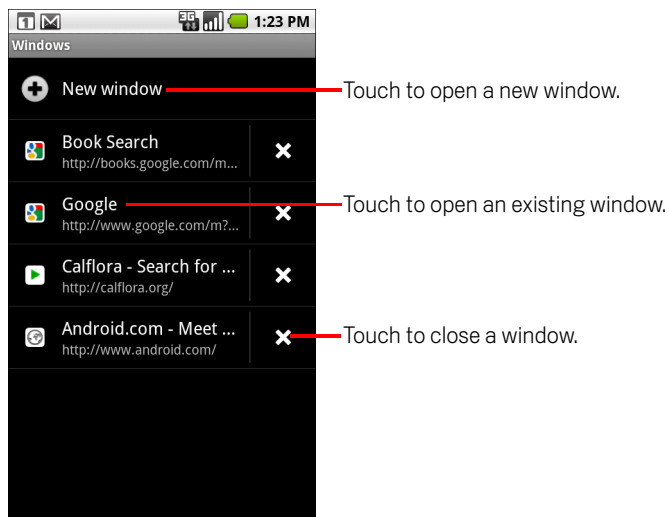 1 3G 1:23 PM
Windows
New window
Touch to open a new window.
Book Search
http://books.google.com/m...
Google
http://www.google.com/m?...
Touch to open an existing window.
Calflora - Search for ...
http://calflora.org/
Android.com - Meet ...
http://www.android.com/
Touch to close a window.